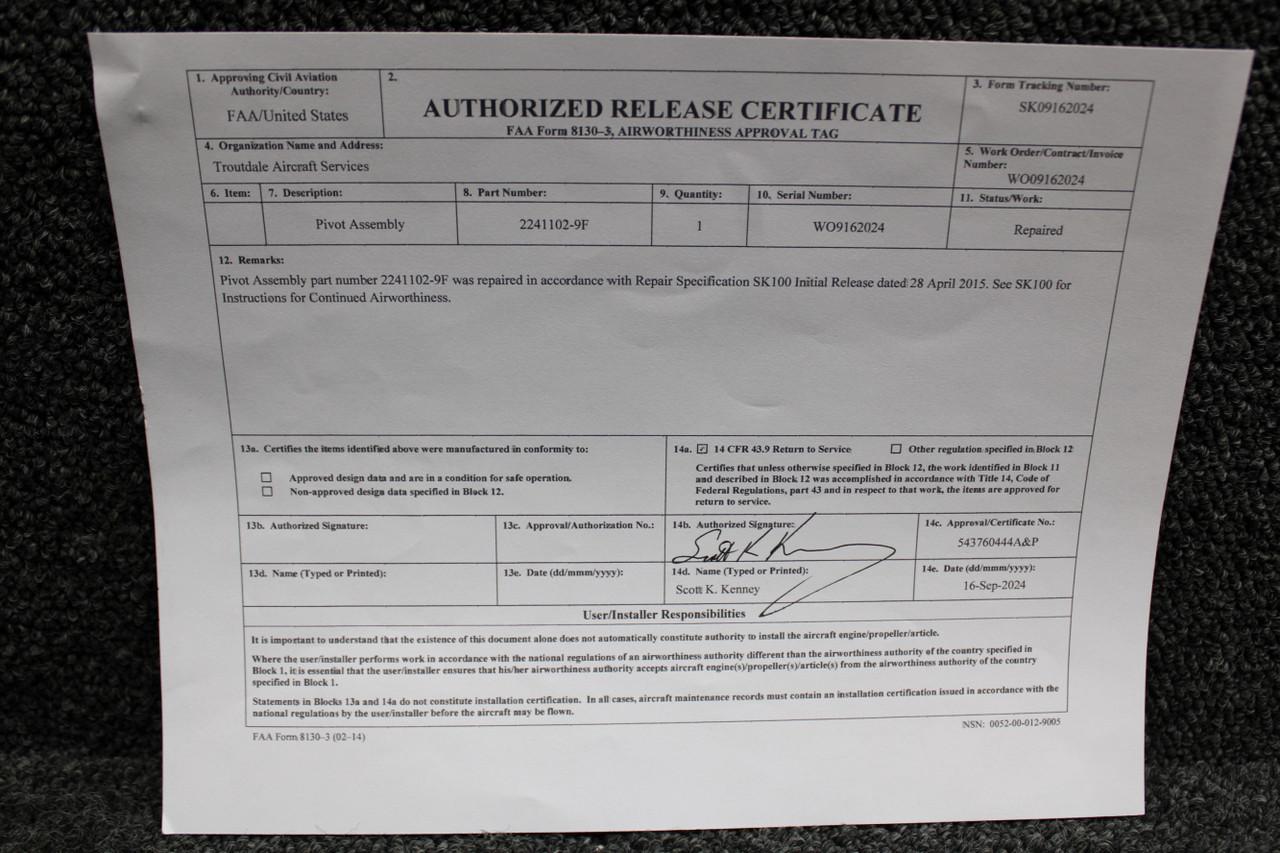 1. Approving Civil Aviation
Authority/Country:
FAA/United States
2.
AUTHORIZED RELEASE CERTIFICATE
FAA Form 8130–3, AIRWORTHINESS APPROVAL TAG
3. Form Tracking Number:
SK09162024
4. Organization Name and Address:
Troutdale Aircraft Services
5. Work Order/Contract/Invoice
Number:
WO09162024
6. Item:
7. Description:
8. Part Number:
9. Quantity:
10. Serial Number:
11. Status/Work:
Pivot Assembly
2241102-9F
1
WO9162024
Repaired
12. Remarks:
Pivot Assembly part number 2241102-9F was repaired in accordance with Repair Specification SK100 Initial Release dated 28 April 2015. See SK100 for
Instructions for Continued Airworthiness.
13a. Certifies the items identified above were manufactured in conformity to:
☐ Approved design data and are in a condition for safe operation.
☐ Non-approved design data specified in Block 12.
14a. ☑ 14 CFR 43.9 Return to Service ☐ Other regulation specified in Block 12
Certifies that unless otherwise specified in Block 12, the work identified in Block 11
and described in Block 12 was accomplished in accordance with Title 14, Code of
Federal Regulations, part 43 and in respect to that work, the items are approved for
return to service.
13b. Authorized Signature:
13c. Approval/Authorization No.:
14b. Authorized Signature:
Scott K. Kenney
14c. Approval/Certificate No.:
543760444A&P
13d. Name (Typed or Printed):
13e. Date (dd/mmm/yyyy):
14d. Name (Typed or Printed):
Scott K. Kenney
14e. Date (dd/mmm/yyyy):
16-Sep-2024
User/Installer Responsibilities
It is important to understand that the existence of this document alone does not automatically constitute authority to install the aircraft engine/propeller/article.
Where the user/installer performs work in accordance with the national regulations of an airworthiness authority different than the airworthiness authority of the country specified in
Block 1, it is essential that the user/installer ensures that his/her airworthiness authority accepts aircraft engine(s)/propeller(s)/article(s) from the airworthiness authority of the country
specified in Block 1.
Statements in Blocks 13a and 14a do not constitute installation certification. In all cases, aircraft maintenance records must contain an installation certification issued in accordance with the
national regulations by the user/installer before the aircraft may be flown.
FAA Form 8130–3 (02–14)
NSN: 0052-00-012-9005